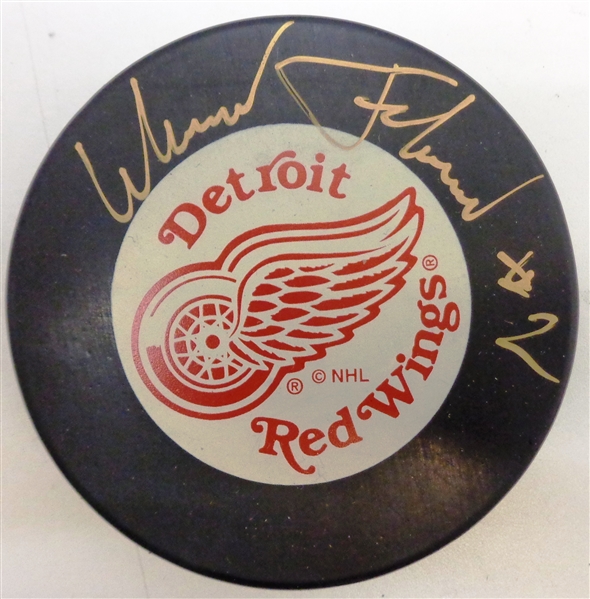 #2
Detroit
Red Wings®
® © NHL